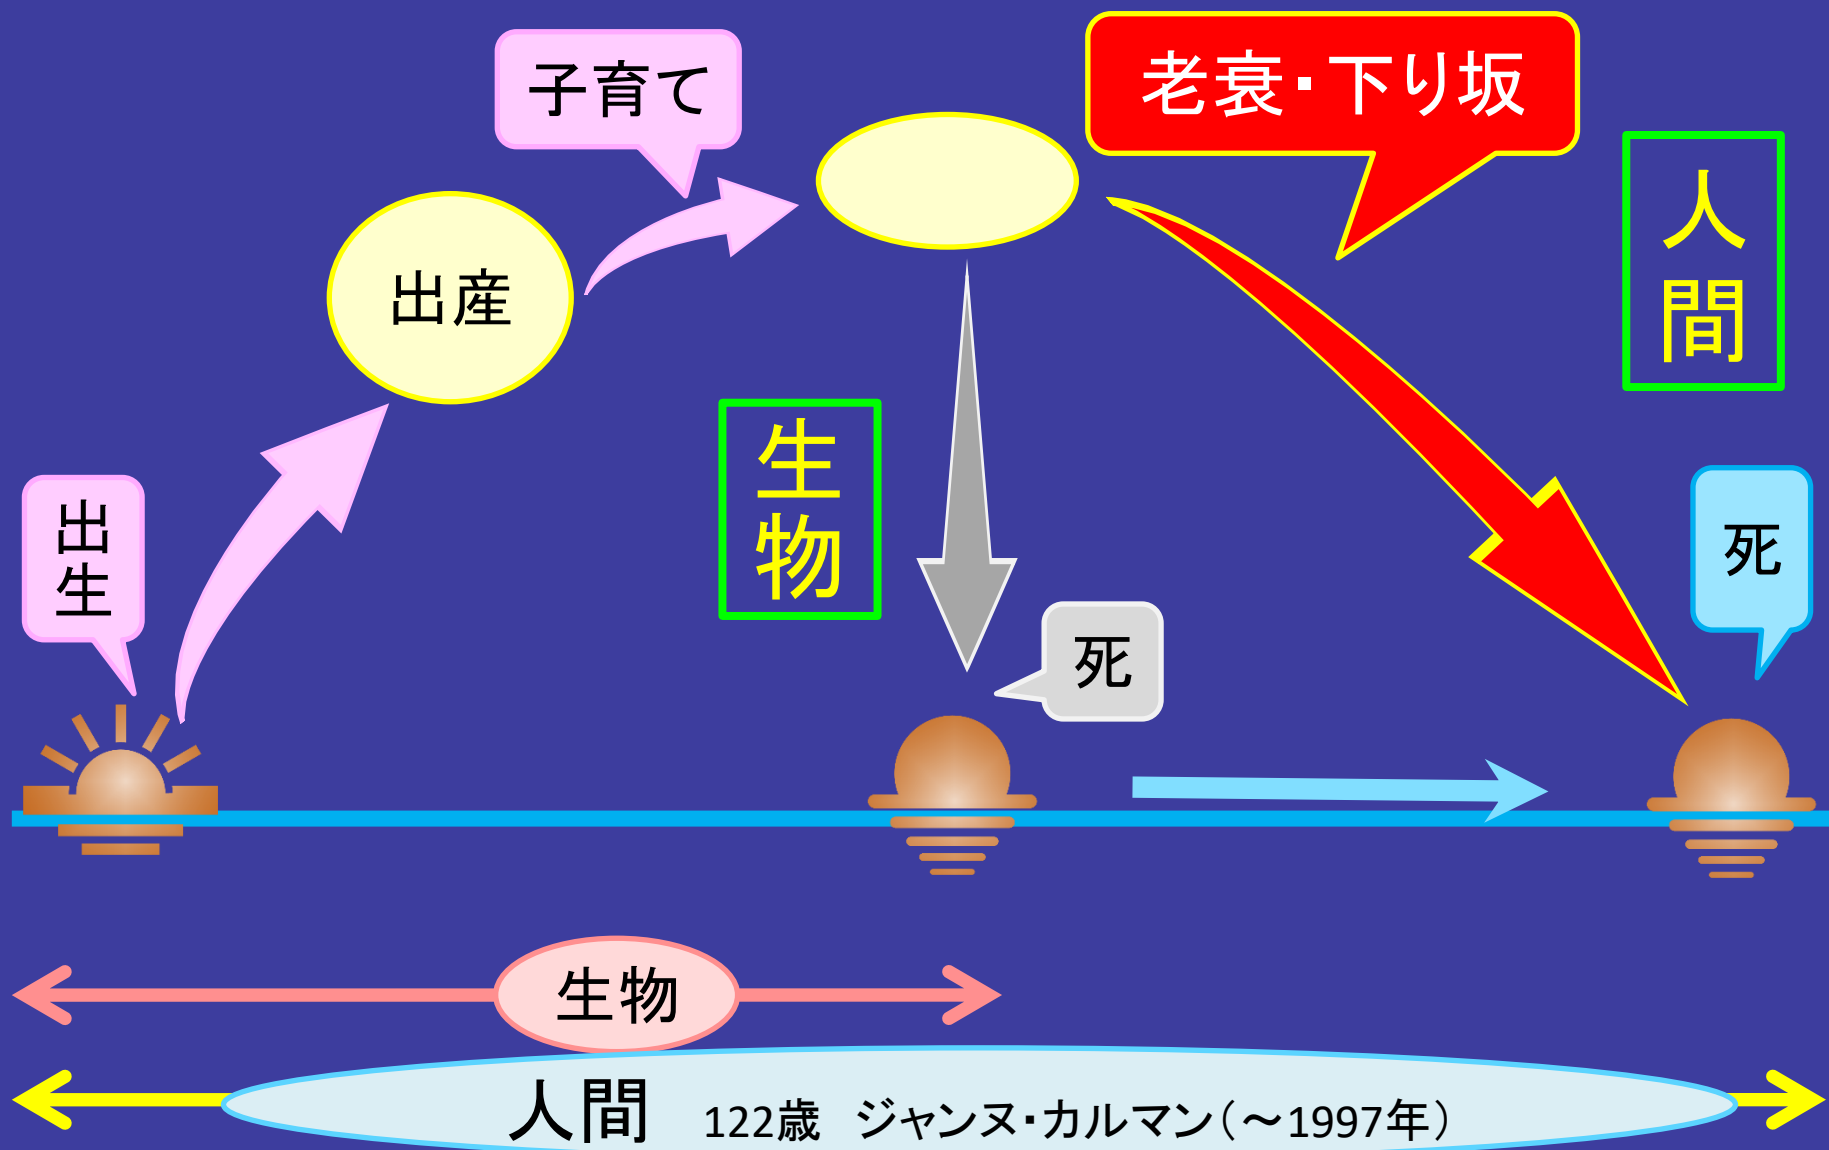 子育て
老衰・下り坂
人間
出産
生物
出生
死
死
生物
人間 122歳 ジャンヌ・カルマン(～1997年)